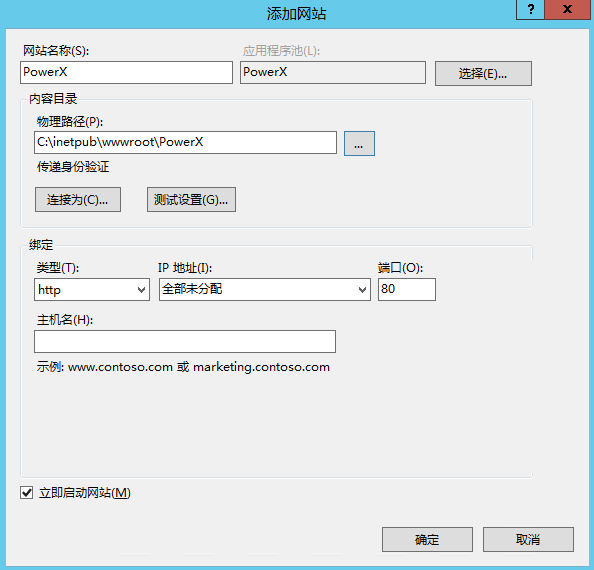 添加网站
? x
网站名称(S): 应用程序池(L):
PowerX PowerX 选择(E)...
内容目录
物理路径(P):
C:\inetpub\wwwroot\PowerX ...
传递身份验证
连接为(C)... 测试设置(G)...
绑定
类型(T): IP 地址(I): 端口(O):
http 全部未分配 80
主机名(H):
示例: www.contoso.com 或 marketing.contoso.com
立即启动网站(M)
确定 取消